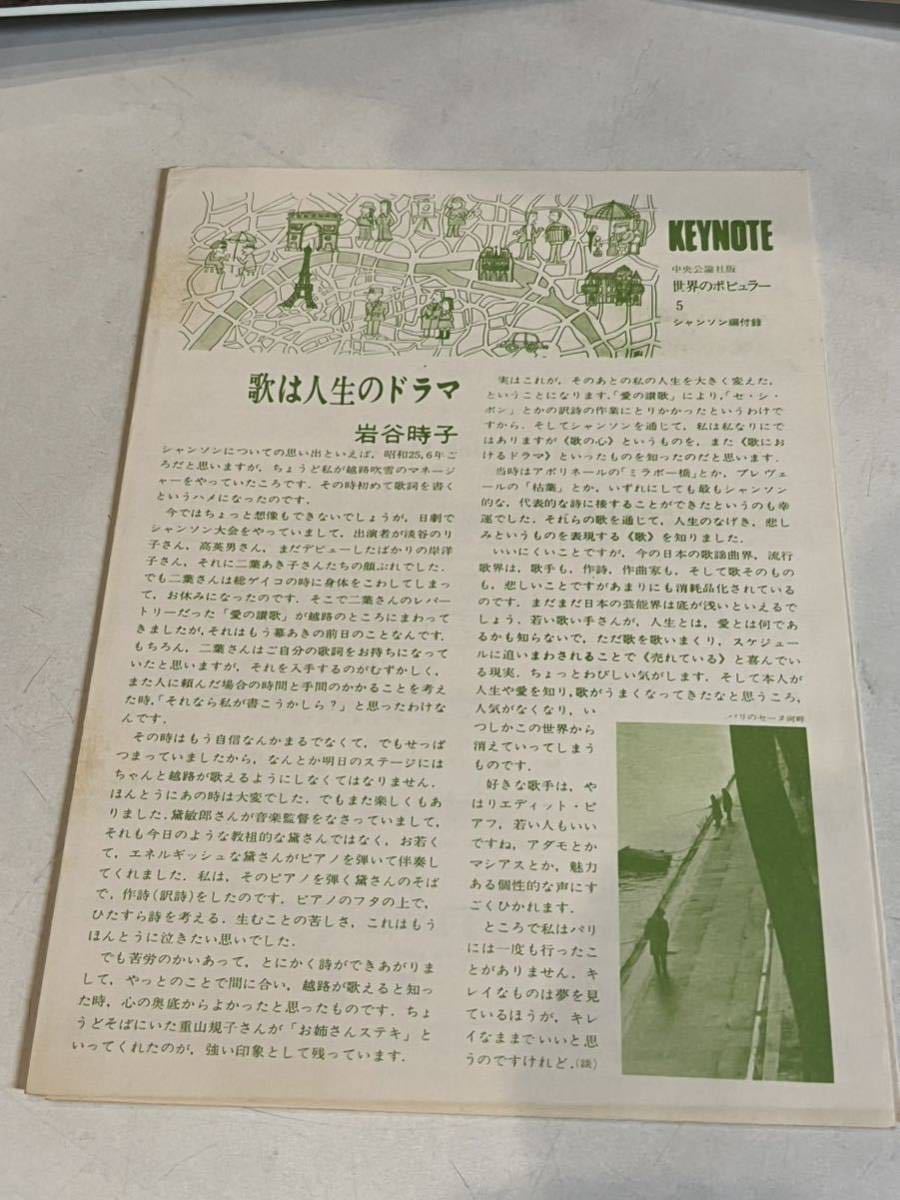 KEYNOTE
中央公論社版
世界のポピュラー
5
シャンソン編付録
歌は人生のドラマ
岩谷時子
シャンソンについての思い出といえば，昭和25,6年ご
ろだと思いますが，ちょうど私が越路吹雪のマネージ
ャーをやっていたころです．その時初めて歌詞を書く
というハメになったのです．
今ではちょっと想像もできないでしょうが，日劇で
シャンソン大会をやっていまして，出演者が淡谷のり
子さん，高英男さん，まだデビューしたばかりの岸洋
子さん，それに二葉あき子さんたちの顔ぶれでした．
でも二葉さんは総ゲイコの時に身体をこわしてしまっ
て，お休みになったのです．そこで二葉さんのレパー
トリーだった「愛の讃歌」が越路のところにまわって
きましたが，それはもう幕あきの前日のことなんです．
もちろん，二葉さんはご自分の歌詞をお持ちになって
いたと思いますが，それを入手するのがむずかしく，
また人に頼んだ場合の時間と手間のかかることを考え
た時，「それなら私が書こうかしら？」と思ったわけな
んです．
その時はもう自信なんかまるでなくて，でもせっぱ
つまっていましたから，なんとか明日のステージには
ちゃんと越路が歌えるようにしなくてはなりません．
ほんとうにあの時は大変でした．でもまた楽しくもあ
りました．黛敏郎さんが音楽監督をなさっていまして，
それも今日のような教祖的な黛さんではなく，お若く
て，エネルギッシュな黛さんがピアノを弾いて伴奏し
てくれました．私は，そのピアノを弾く黛さんのそば
で，作詩（訳詩）をしたのです．ピアノのフタの上で，
ひたすら詩を考える．生むことの苦しさ，これはもう
ほんとうに泣きたい思いでした．
でも苦労のかいあって，とにかく詩ができあがりま
して，やっとのことで間に合い，越路が歌えると知っ
た時，心の奥底からよかったと思ったものです．ちょ
うどそばにいた重山規子さんが「お姉さんステキ」と
いってくれたのが，強い印象として残っています．
実はこれが，そのあとの私の人生を大きく変えた，
ということになります．「愛の讃歌」により，「セ・シ・
ボン」とかの訳詩の作業にとりかかったというわけで
すから．そしてシャンソンを通じて，私は私なりにで
はありますが《歌の心》というものを，また《歌にお
けるドラマ》といったものを知ったのだと思います．
当時はアポリネールの「ミラボー橋」とか，プレヴェ
ールの「枯葉」とか，いずれにしても最もシャンソン
的な，代表的な詩に接することができたというのも幸
運でした．それらの歌を通じて，人生のなげき，悲し
みというものを表現する《歌》を知りました．
いいにくいことですが，今の日本の歌謡曲界，流行
歌界は，歌手も，作詩，作曲家も，そして歌そのもの
も，悲しいことですがあまりにも消耗品化されている
のです．まだまだ日本の芸能界は底が浅いといえるで
しょう．若い歌い手さんが，人生とは，愛とは何であ
るかも知らないで，ただ歌を歌いまくり，スケジュー
ルに追いまわされることで《売れている》と喜んでい
る現実．ちょっとわびしい気がします．そして本人が
人生や愛を知り，歌がうまくなってきたなと思うころ，
人気がなくなり，い
つしかこの世界から
消えていってしまう
ものです．
好きな歌手は，や
はりエディット・ピ
アフ，若い人もいい
ですね，アダモとか
マシアスとか，魅力
ある個性的な声にす
ごくひかれます．
ところで私はパリ
には一度も行ったこ
とがありません．キ
レイなものは夢を見
ているほうが，キレ
イなままでいいと思
うのですけれど．（談）
パリのセーヌ河畔